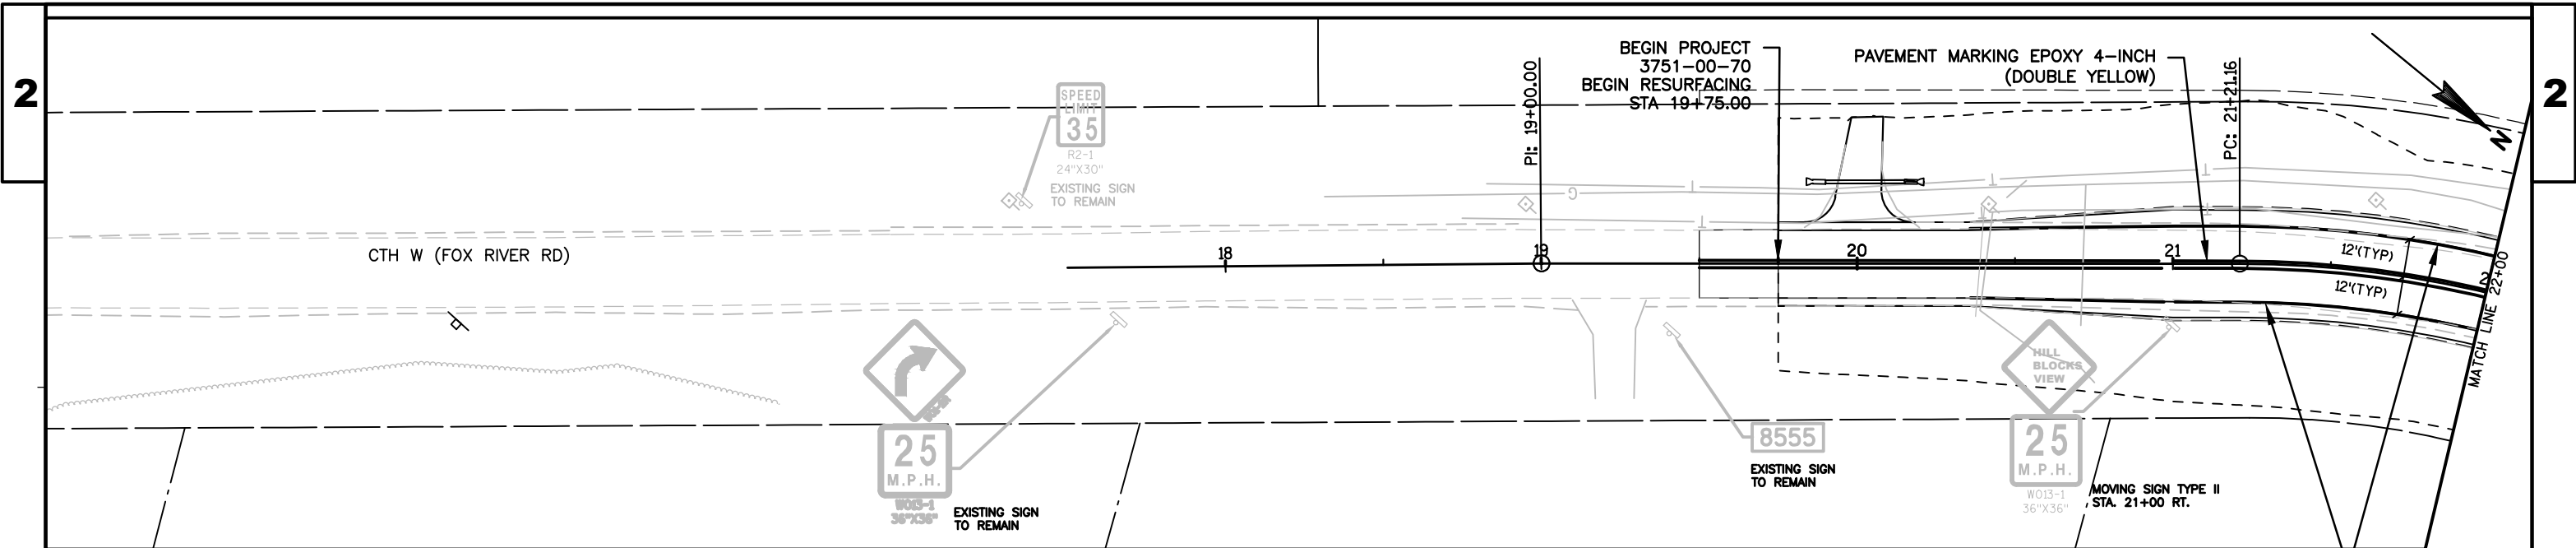 2
2
BEGIN PROJECT
3751-00-70
BEGIN RESURFACING
STA 19+75.00
PAVEMENT MARKING EPOXY 4-INCH
(DOUBLE YELLOW)
PI: 19+00.00
PC: 21+21.16
N
SPEED
LIMIT
35
R2-1
24"X30"
EXISTING SIGN
TO REMAIN
G
T
T
T
T
T
CTH W (FOX RIVER RD)
18
19
20
21
12'(TYP)
12'(TYP)
MATCH LINE 22+00
25
M.P.H.
WO13-1
36"X36"
EXISTING SIGN
TO REMAIN
8555
EXISTING SIGN
TO REMAIN
HILL
BLOCKS
VIEW
25
M.P.H.
WO13-1
36"X36"
MOVING SIGN TYPE II
STA. 21+00 RT.